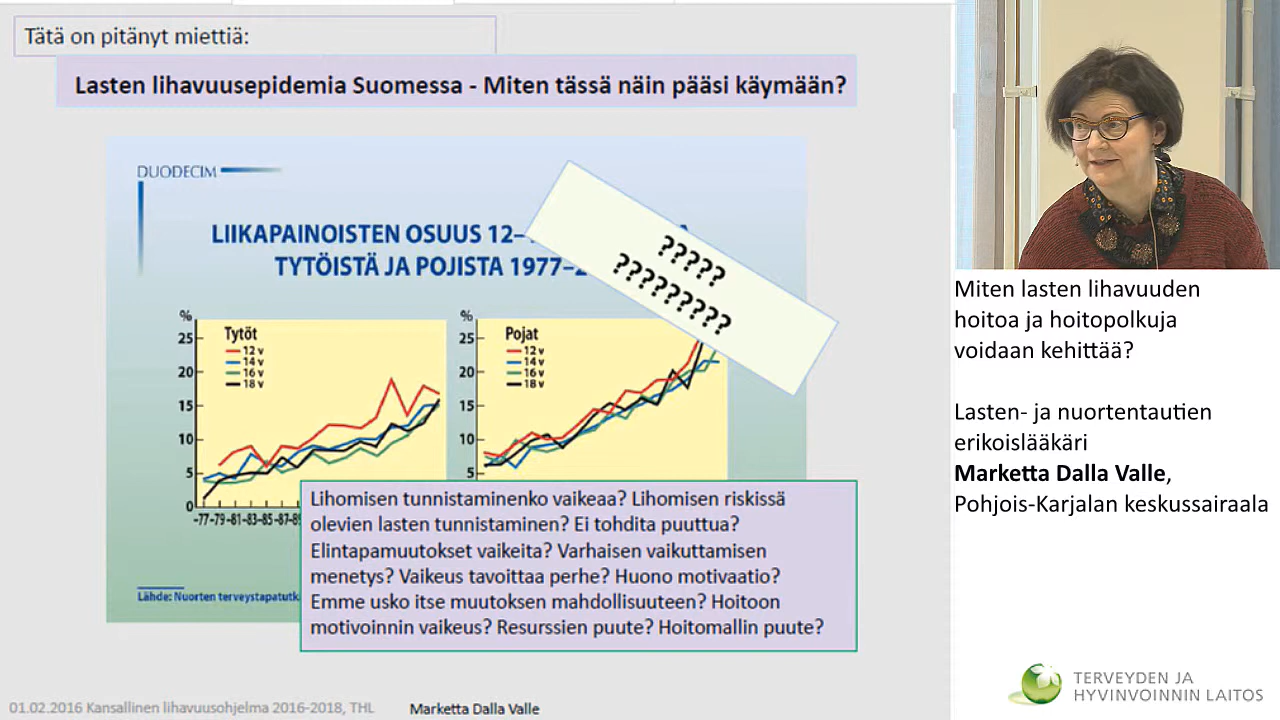 Tätä on pitänyt miettiä:
Lasten lihavuusepidemia Suomessa - Miten tässä näin pääsi käymään?
DUODECIM
LIIKAPAINOISTEN OSUUS 12–
TYTÖISTÄ JA POJISTA 1977–2
?????
?????????
%
25
20
15
10
5
0
Tytöt
12 v
14 v
16 v
18 v
-77-79-81-83-85-87-89
%
25
20
15
10
5
Pojat
12 v
14 v
16 v
18 v
Lähde: Nuorten terveystapatutk
Lihomisen tunnistaminenko vaikeaa? Lihomisen riskissä
olevien lasten tunnistaminen? Ei tohdita puuttua?
Elintapamuutokset vaikeita? Varhaisen vaikuttamisen
menetys? Vaikeus tavoittaa perhe? Huono motivaatio?
Emme usko itse muutoksen mahdollisuuteen? Hoitoon
motivoinnin vaikeus? Resurssien puute? Hoitomallin puute?
01.02.2016 Kansallinen lihavuusohjelma 2016-2018, THL
Marketta Dalla Valle
Miten lasten lihavuuden
hoitoa ja hoitopolkuja
voidaan kehittää?
Lasten- ja nuortentautien
erikoislääkäri
Marketta Dalla Valle,
Pohjois-Karjalan keskussairaala
TERVEYDEN JA
HYVINVOINNIN LAITOS